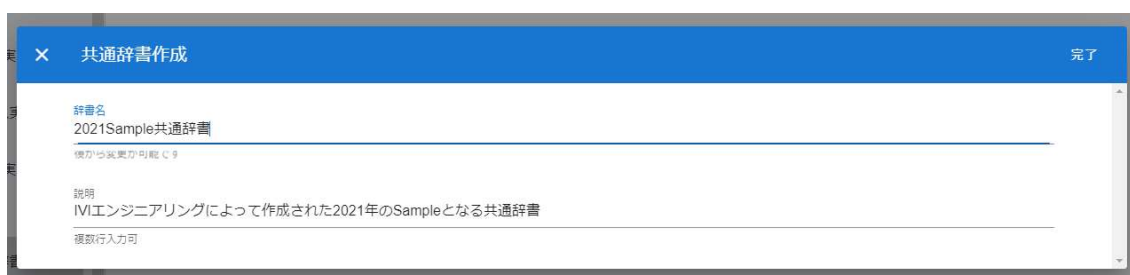 × 共通辞書作成 完了
辞書名
2021Sample共通辞書
後から変更が可能です
説明
IVIエンジニアリングによって作成された2021年のSampleとなる共通辞書
複数行入力可